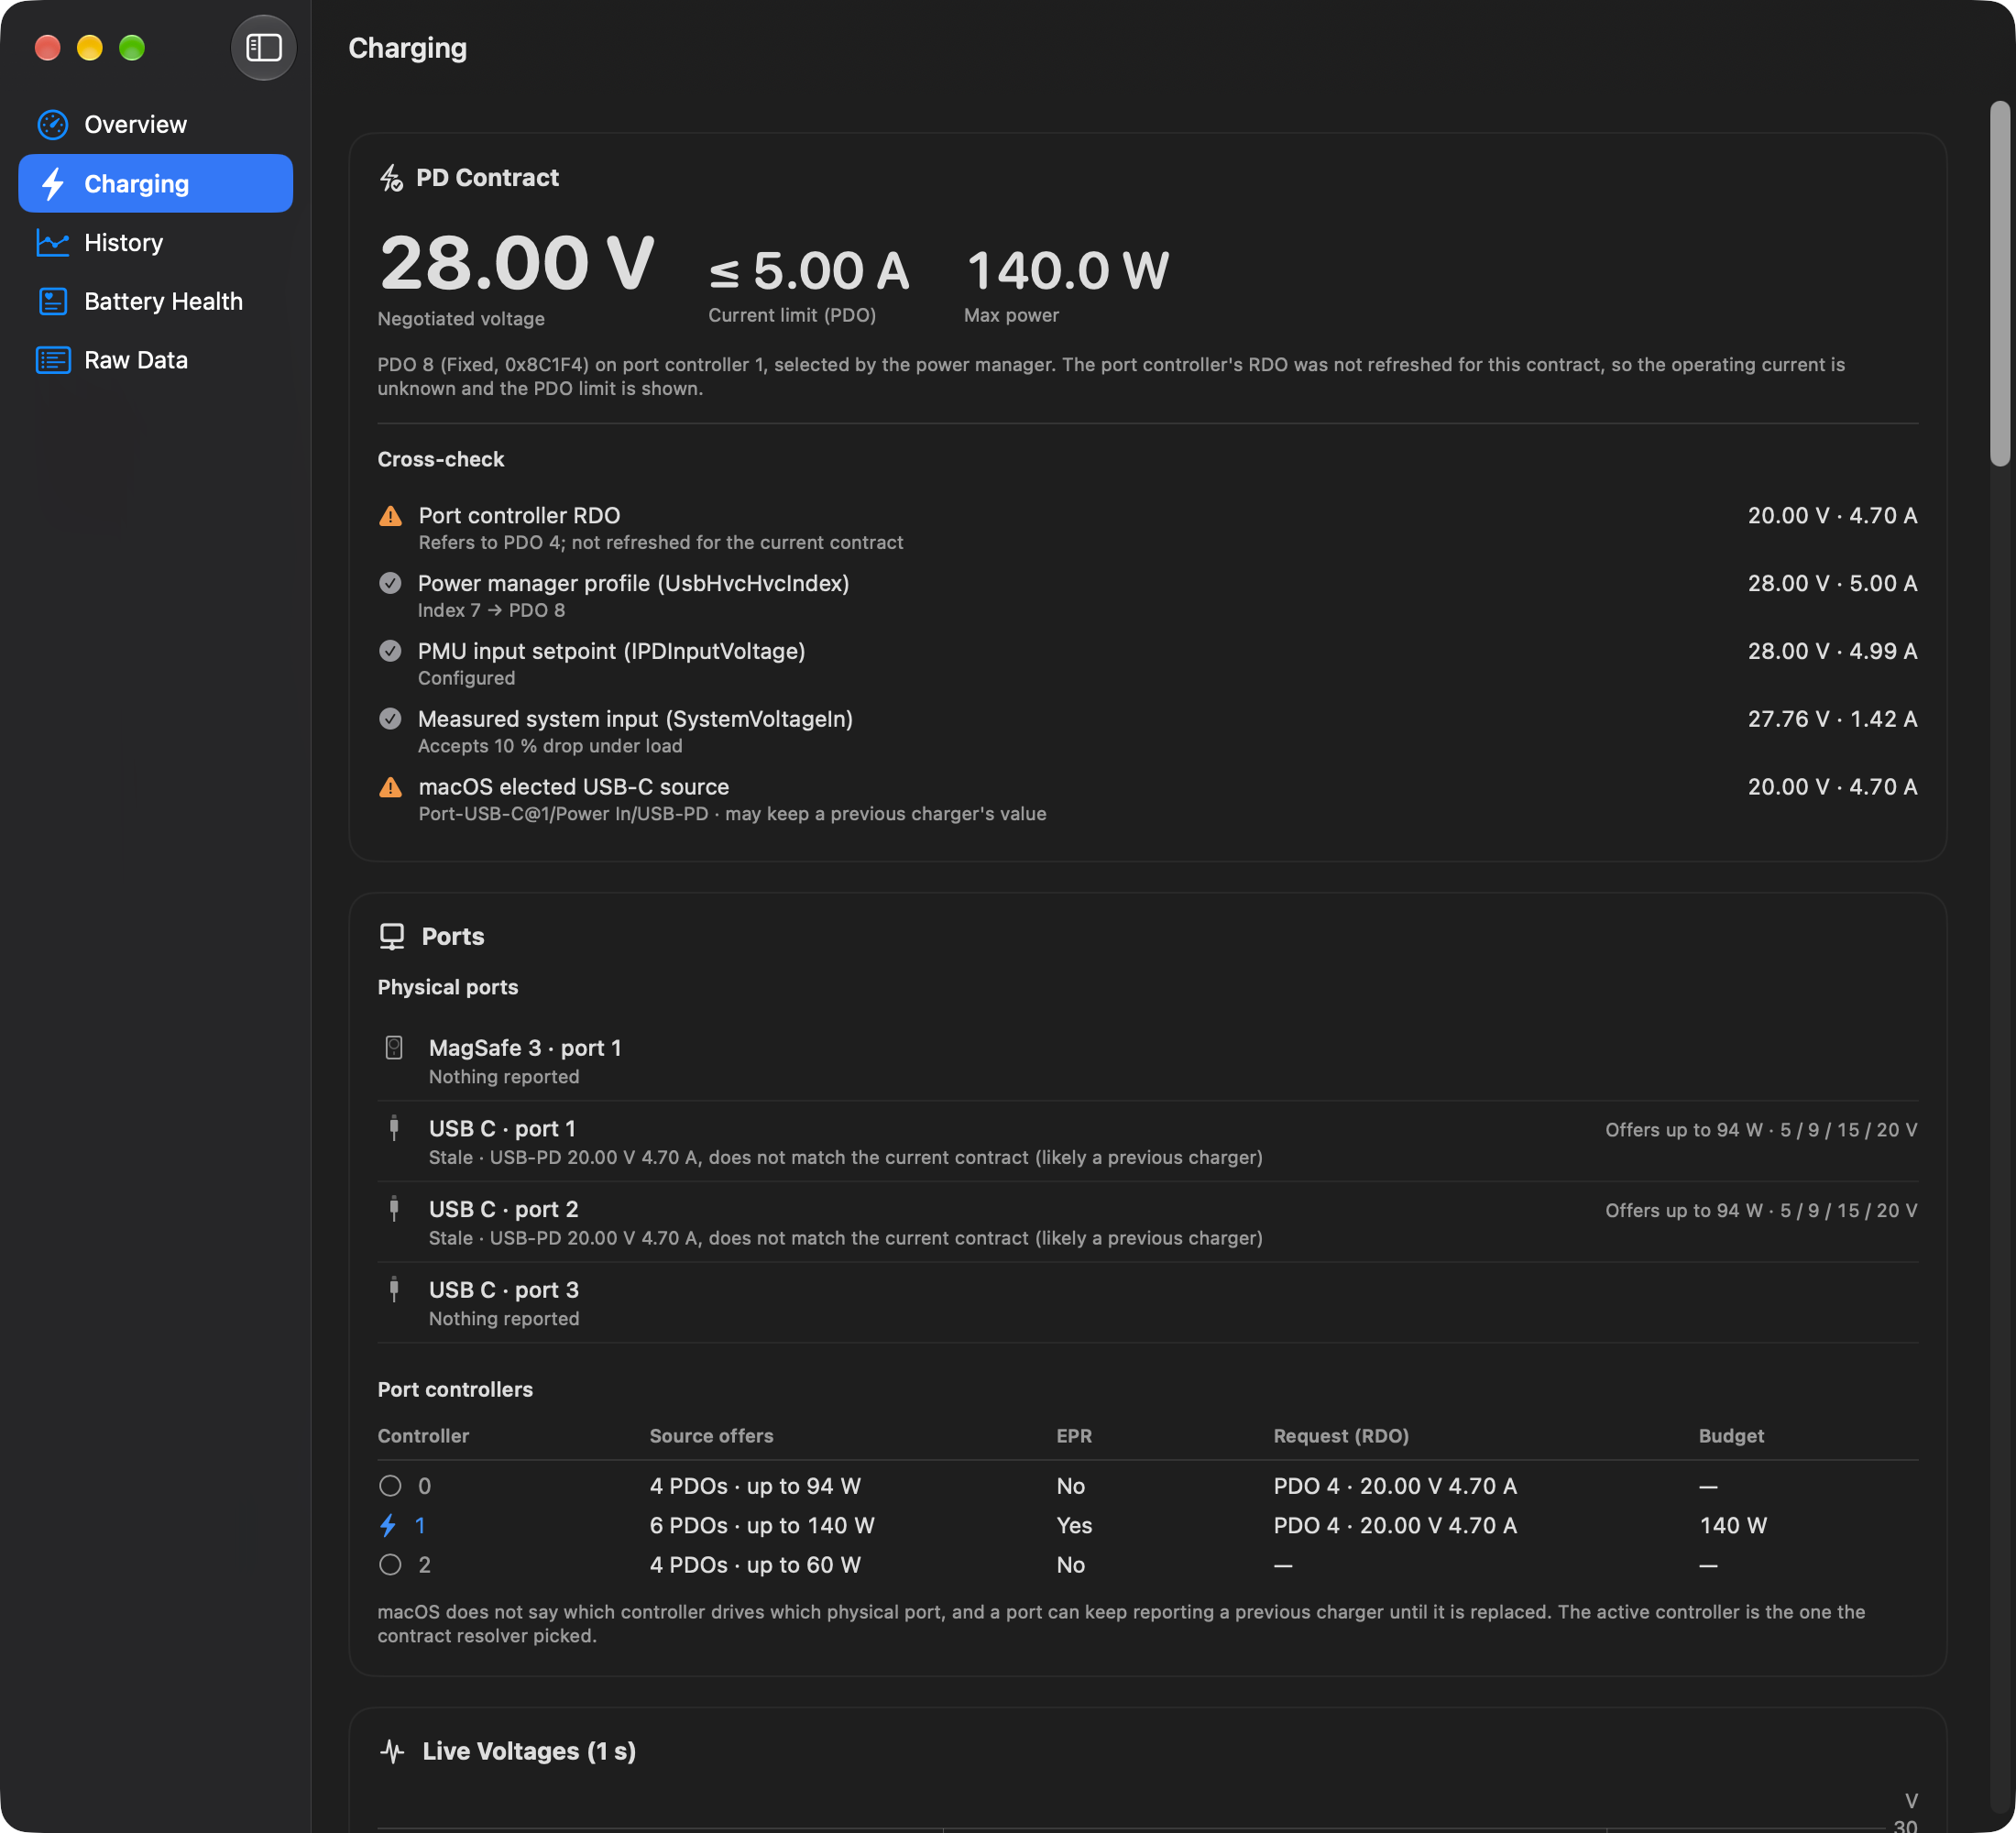 Charging
Overview
Charging
History
Battery Health
Raw Data
PD Contract
28.00 V
Negotiated voltage
≤ 5.00 A
Current limit (PDO)
140.0 W
Max power
PDO 8 (Fixed, 0x8C1F4) on port controller 1, selected by the power manager. The port controller's RDO was not refreshed for this contract, so the operating current is
unknown and the PDO limit is shown.
Cross-check
Port controller RDO 20.00 V · 4.70 A
Refers to PDO 4; not refreshed for the current contract
Power manager profile (UsbHvcHvcIndex) 28.00 V · 5.00 A
Index 7 → PDO 8
PMU input setpoint (IPDInputVoltage) 28.00 V · 4.99 A
Configured
Measured system input (SystemVoltageIn) 27.76 V · 1.42 A
Accepts 10 % drop under load
macOS elected USB-C source 20.00 V · 4.70 A
Port-USB-C@1/Power In/USB-PD · may keep a previous charger's value
Ports
Physical ports
MagSafe 3 · port 1
Nothing reported
USB C · port 1 Offers up to 94 W · 5 / 9 / 15 / 20 V
Stale · USB-PD 20.00 V 4.70 A, does not match the current contract (likely a previous charger)
USB C · port 2 Offers up to 94 W · 5 / 9 / 15 / 20 V
Stale · USB-PD 20.00 V 4.70 A, does not match the current contract (likely a previous charger)
USB C · port 3
Nothing reported
Port controllers
Controller Source offers EPR Request (RDO) Budget
0 4 PDOs · up to 94 W No PDO 4 · 20.00 V 4.70 A —
1 6 PDOs · up to 140 W Yes PDO 4 · 20.00 V 4.70 A 140 W
2 4 PDOs · up to 60 W No — —
macOS does not say which controller drives which physical port, and a port can keep reporting a previous charger until it is replaced. The active controller is the one the
contract resolver picked.
Live Voltages (1 s)
V
30